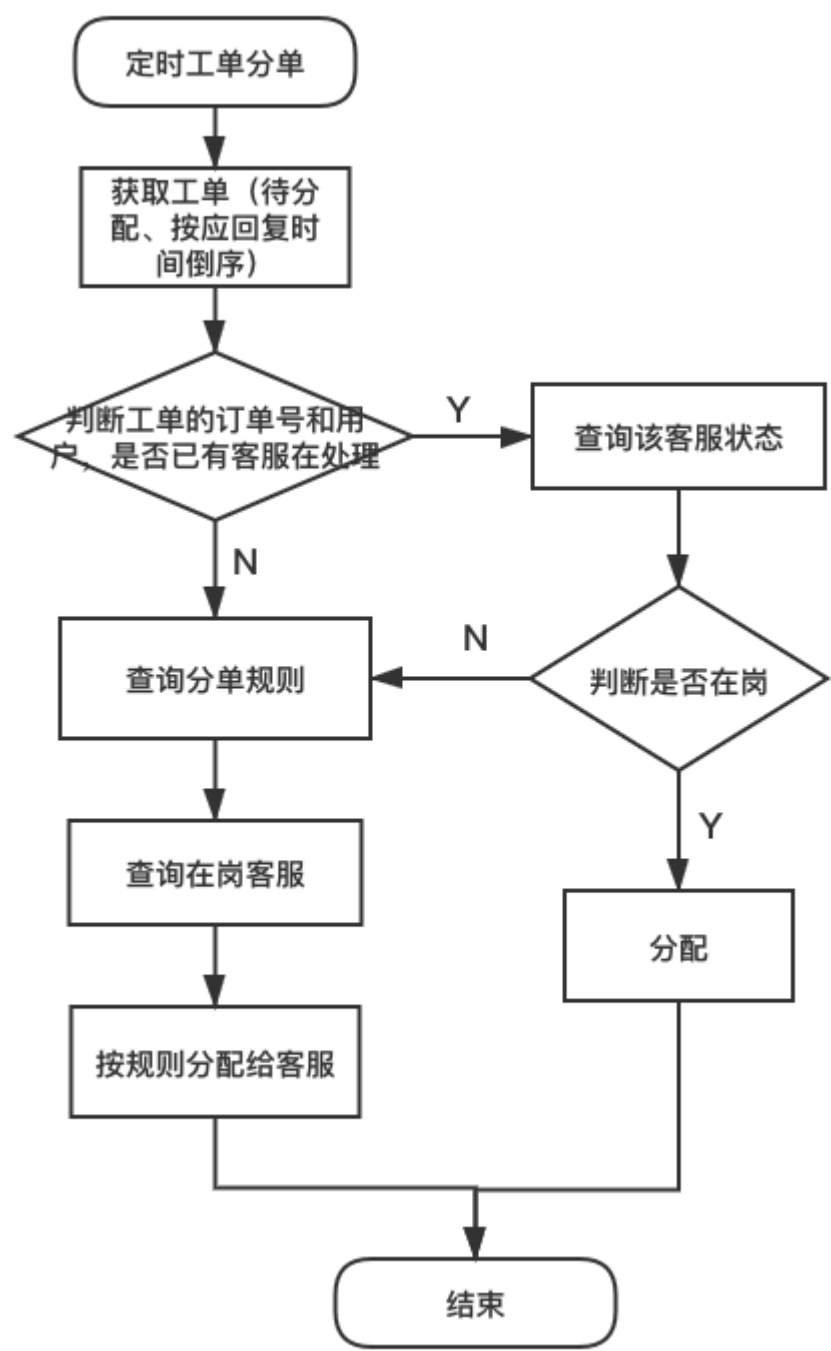 定时工单分单
获取工单（待分
配、按应回复时
间倒序）
判断工单的订单号和用
户，是否已有客服在处理
Y
查询该客服状态
N
查询分单规则
N
判断是否在岗
Y
查询在岗客服
分配
按规则分配给客服
结束